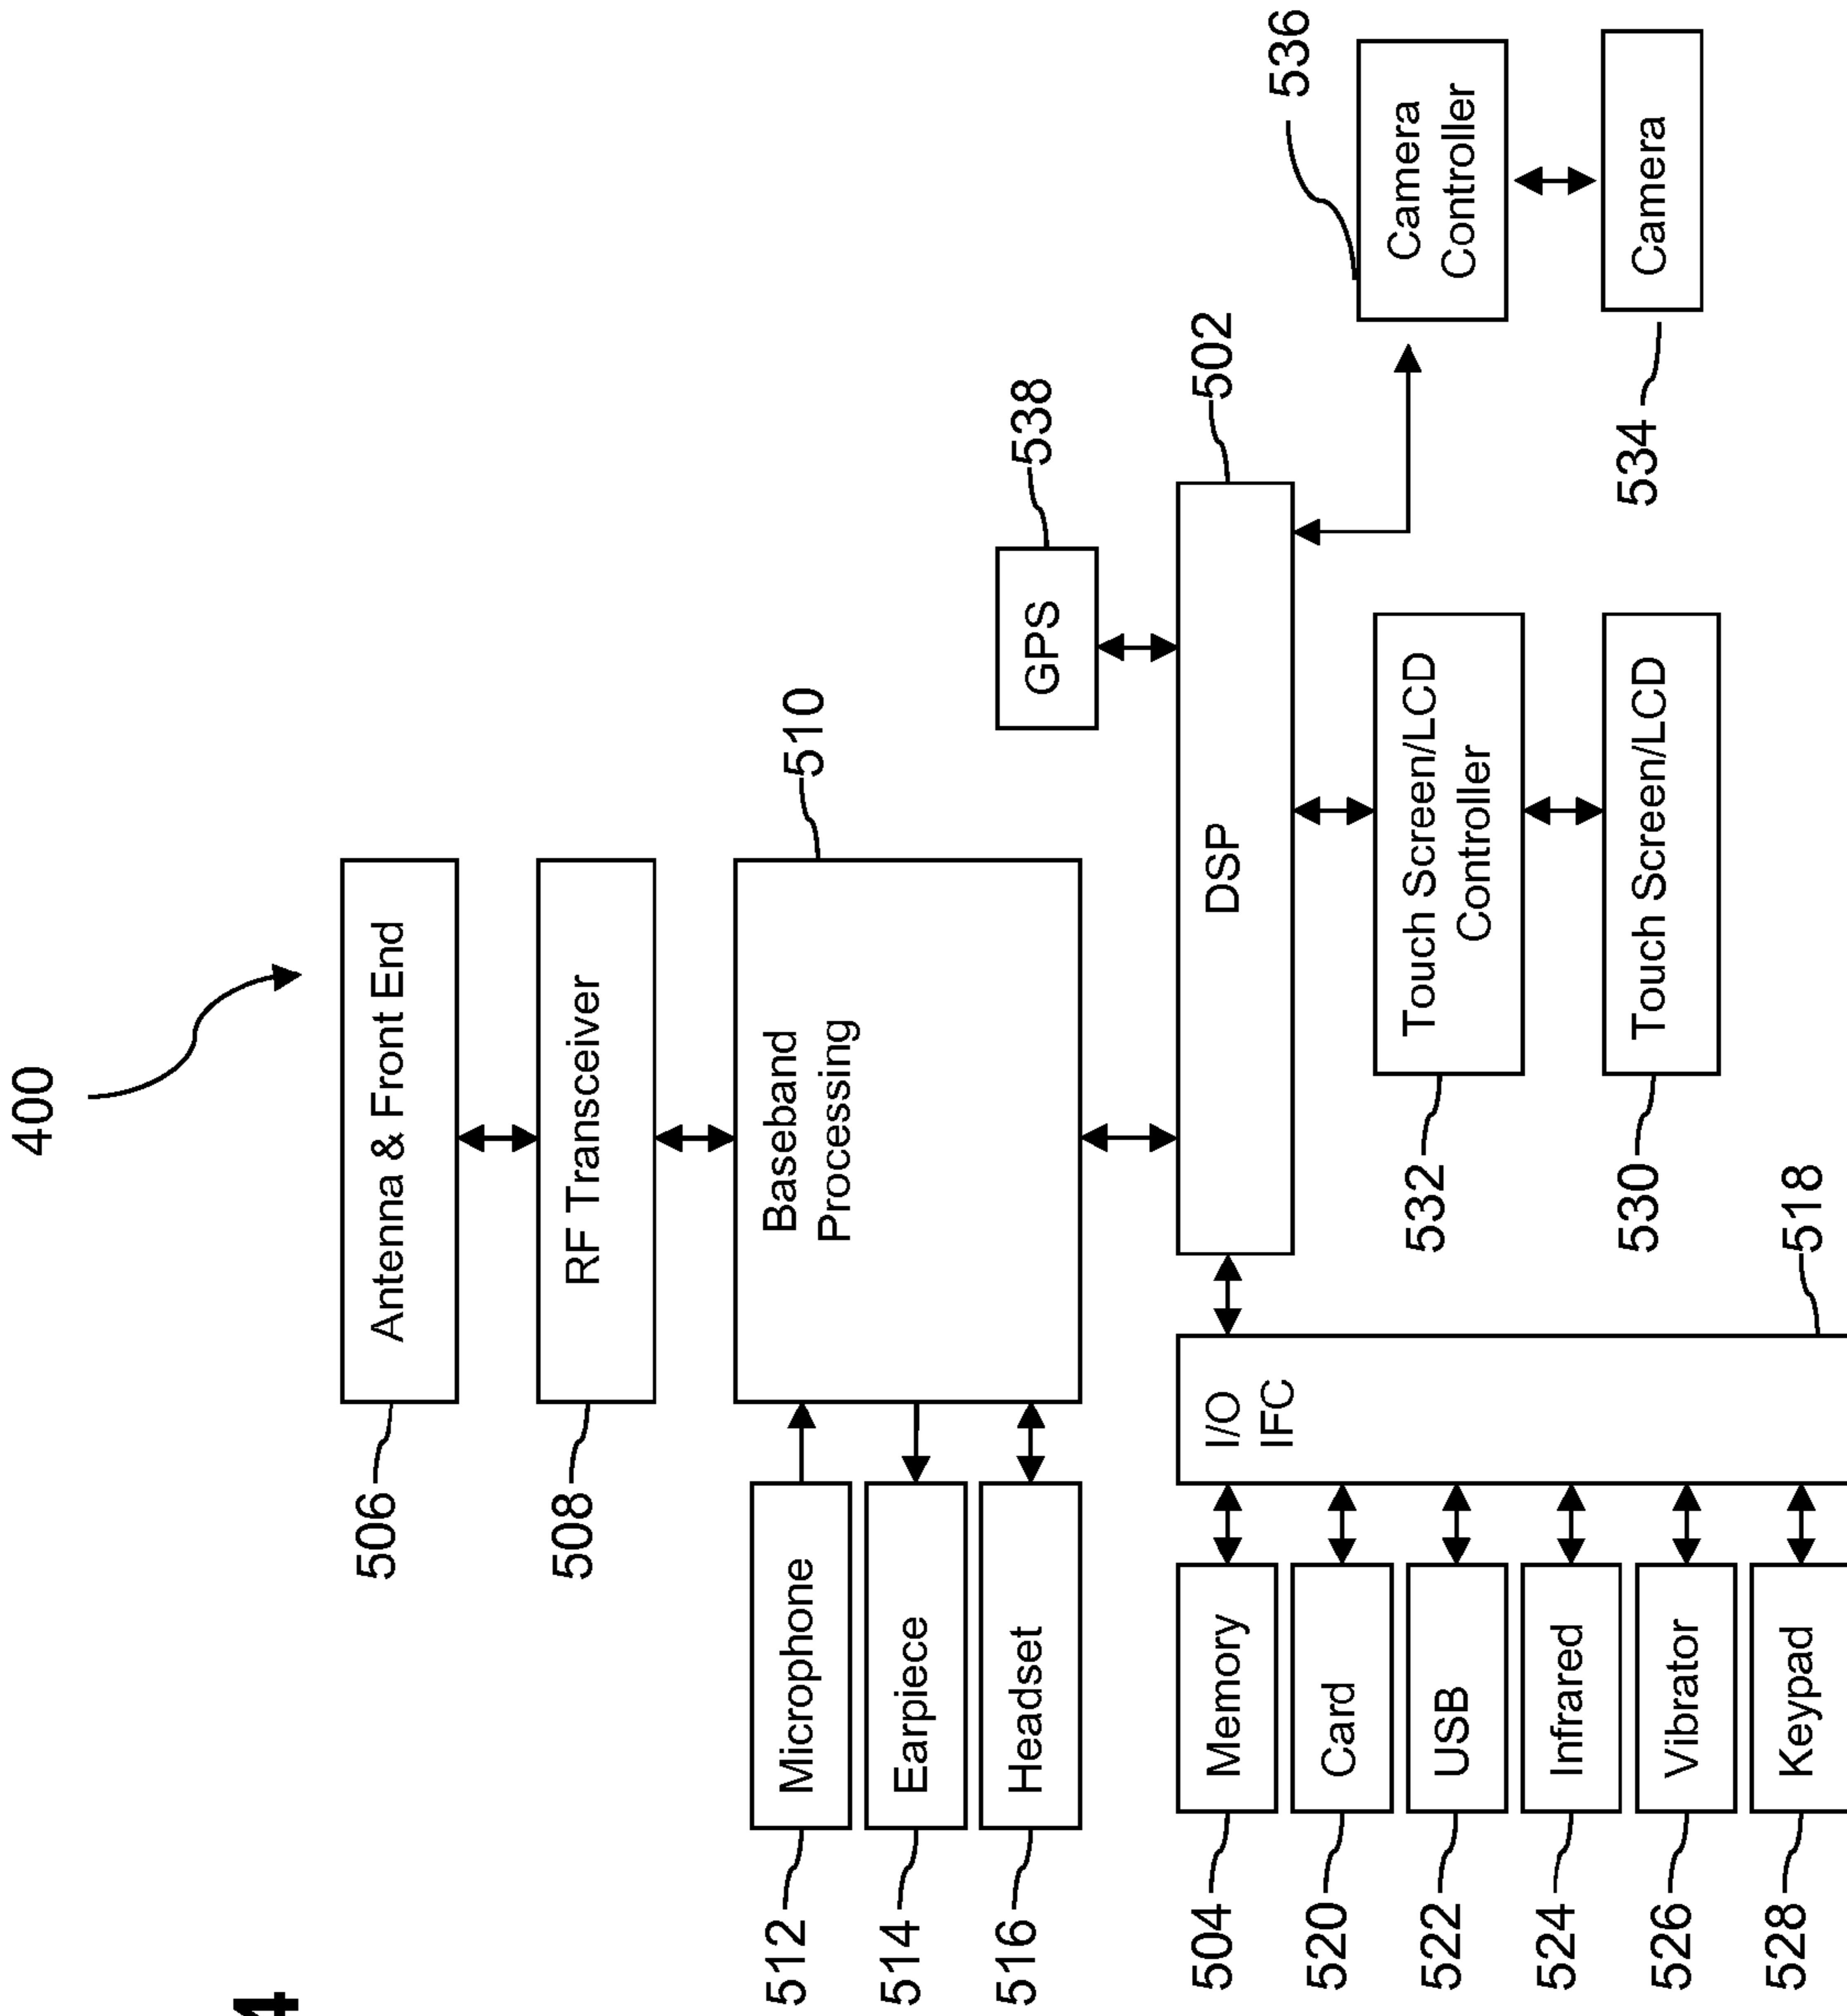 4
400
506
Antenna & Front End
508
RF Transceiver
510
Baseband
Processing
512
Microphone
514
Earpiece
516
Headset
GPS
538
DSP
502
504
Memory
520
Card
522
USB
524
Infrared
526
Vibrator
528
Keypad
I/O
IFC
518
532
Touch Screen/LCD
Controller
530
Touch Screen/LCD
536
Camera
Controller
534
Camera